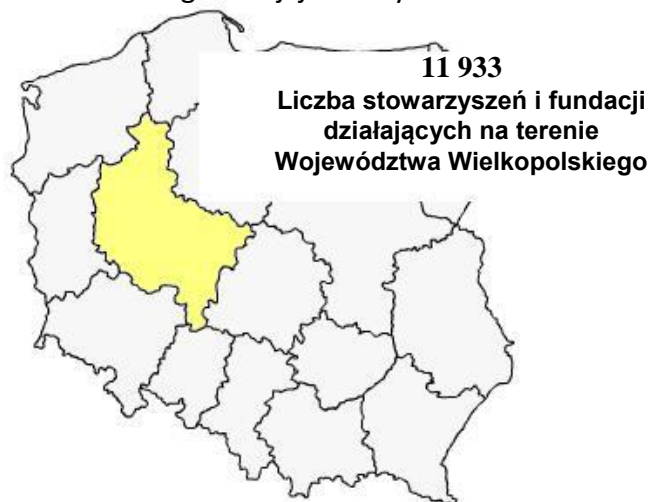 11 933
Liczba stowarzyszeń i fundacji
działających na terenie
Województwa Wielkopolskiego